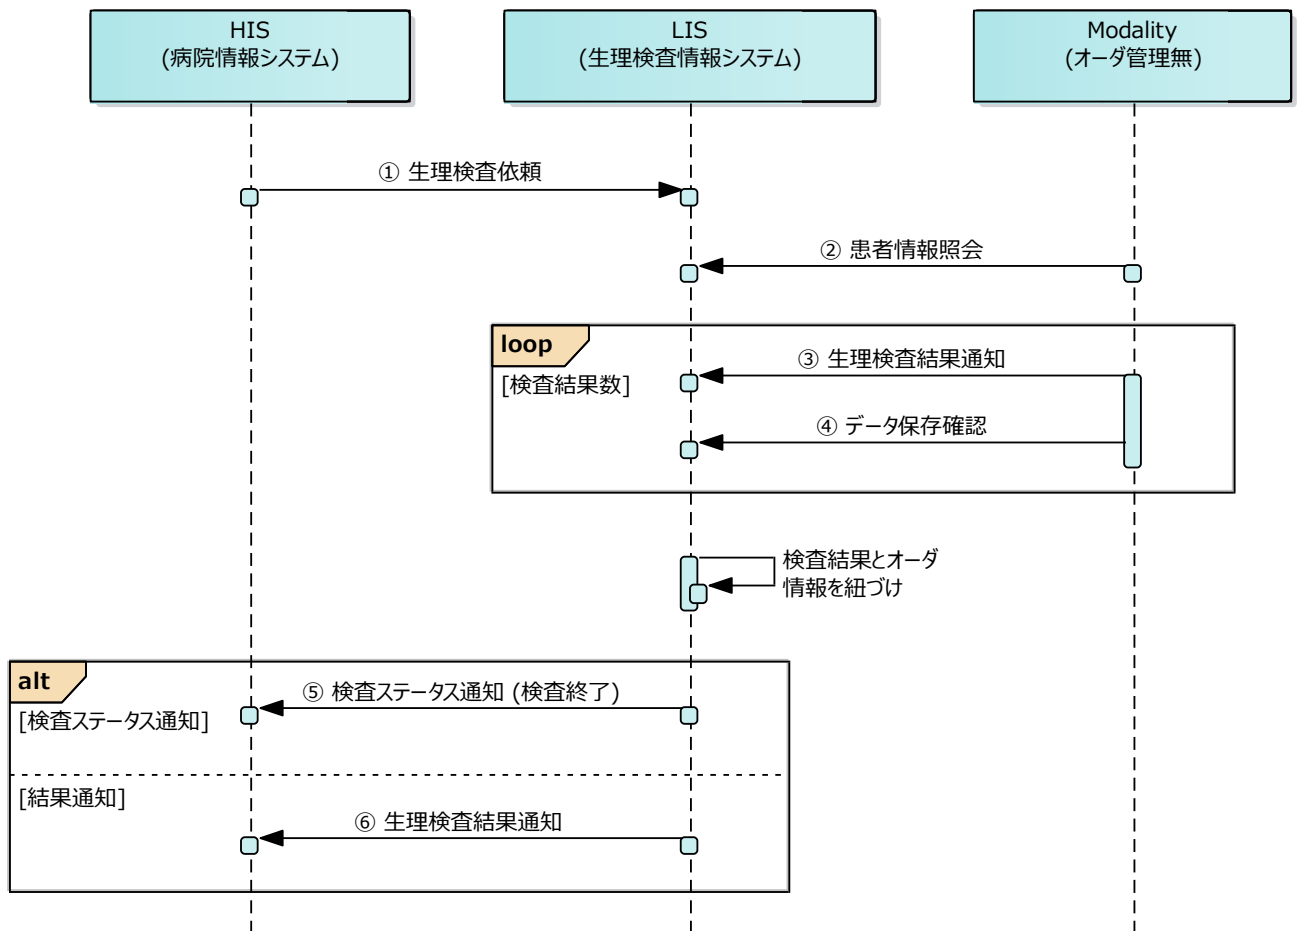 HIS
(病院情報システム)
LIS
(生理検査情報システム)
Modality
(オーダ管理無)
① 生理検査依頼
② 患者情報照会
loop
③ 生理検査結果通知
[検査結果数]
④ データ保存確認
検査結果とオーダ
情報を紐づけ
alt
⑤ 検査ステータス通知 (検査終了)
[検査ステータス通知]
[結果通知]
⑥ 生理検査結果通知